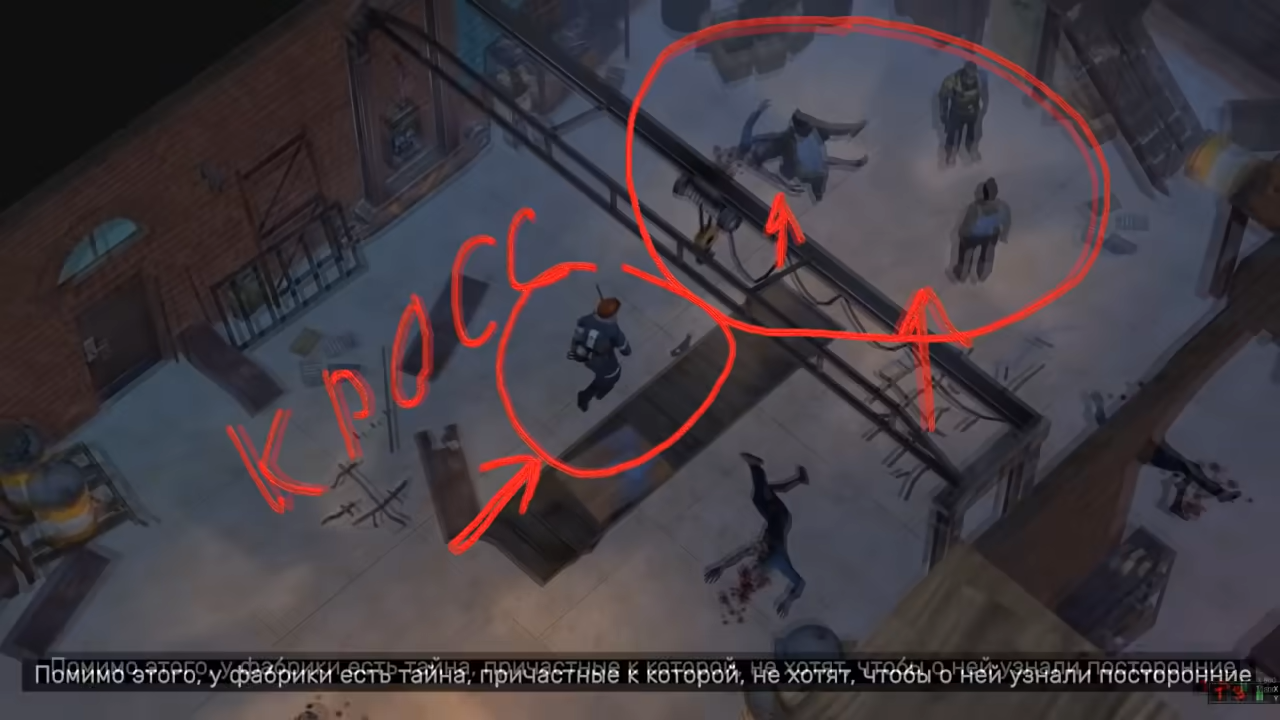 КРОСС
Помимо этого, у фабрики есть тайна, причастные к которой, не хотят, чтобы о ней узнали посторонние